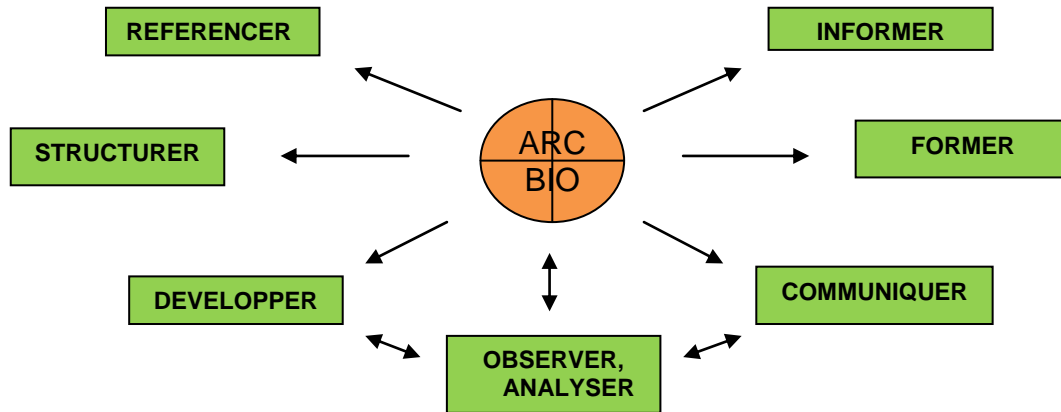 REFERENCER
INFORMER
ARC
BIO
STRUCTURER
FORMER
DEVELOPPER
COMMUNIQUER
OBSERVER,
ANALYSER